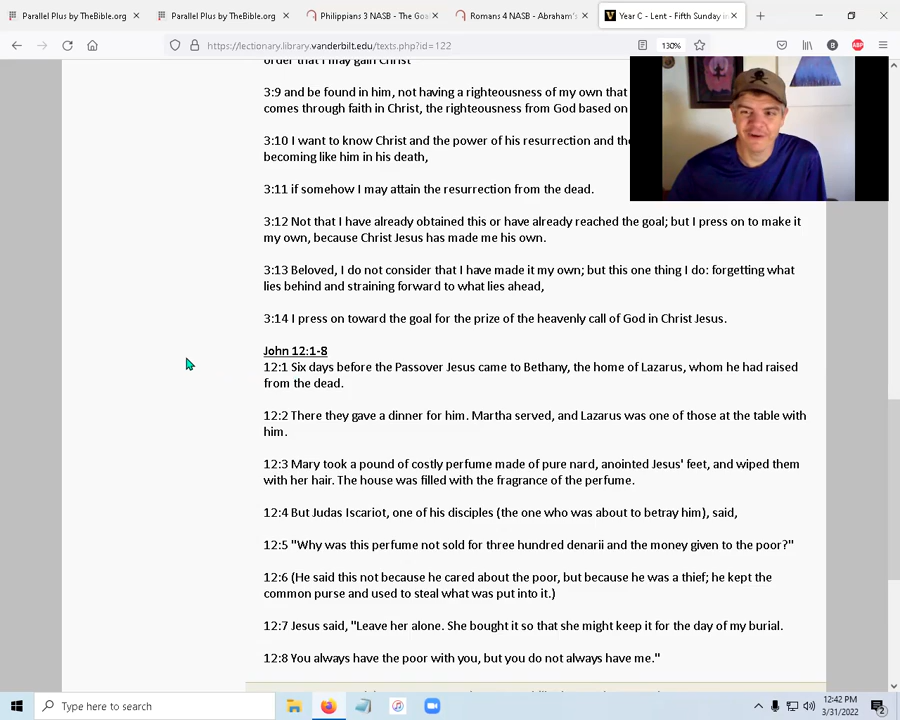 Parallel Plus by TheBible.org
Parallel Plus by TheBible.org
Philippians 3 NASB - The Goa
Romans 4 NASB - Abraham's
Year C - Lent - Fifth Sunday in
https://lectionary.library.vanderbilt.edu/texts.php?id=122
130%
order that I may gain Christ
3:9 and be found in him, not having a righteousness of my own that
comes through faith in Christ, the righteousness from God based on
3:10 I want to know Christ and the power of his resurrection and the
becoming like him in his death,
3:11 if somehow I may attain the resurrection from the dead.
3:12 Not that I have already obtained this or have already reached the goal; but I press on to make it
my own, because Christ Jesus has made me his own.
3:13 Beloved, I do not consider that I have made it my own; but this one thing I do: forgetting what
lies behind and straining forward to what lies ahead,
3:14 I press on toward the goal for the prize of the heavenly call of God in Christ Jesus.
John 12:1-8
12:1 Six days before the Passover Jesus came to Bethany, the home of Lazarus, whom he had raised
from the dead.
12:2 There they gave a dinner for him. Martha served, and Lazarus was one of those at the table with
him.
12:3 Mary took a pound of costly perfume made of pure nard, anointed Jesus' feet, and wiped them
with her hair. The house was filled with the fragrance of the perfume.
12:4 But Judas Iscariot, one of his disciples (the one who was about to betray him), said,
12:5 "Why was this perfume not sold for three hundred denarii and the money given to the poor?"
12:6 (He said this not because he cared about the poor, but because he was a thief; he kept the
common purse and used to steal what was put into it.)
12:7 Jesus said, "Leave her alone. She bought it so that she might keep it for the day of my burial.
12:8 You always have the poor with you, but you do not always have me."
Type here to search
12:42 PM
3/31/2022